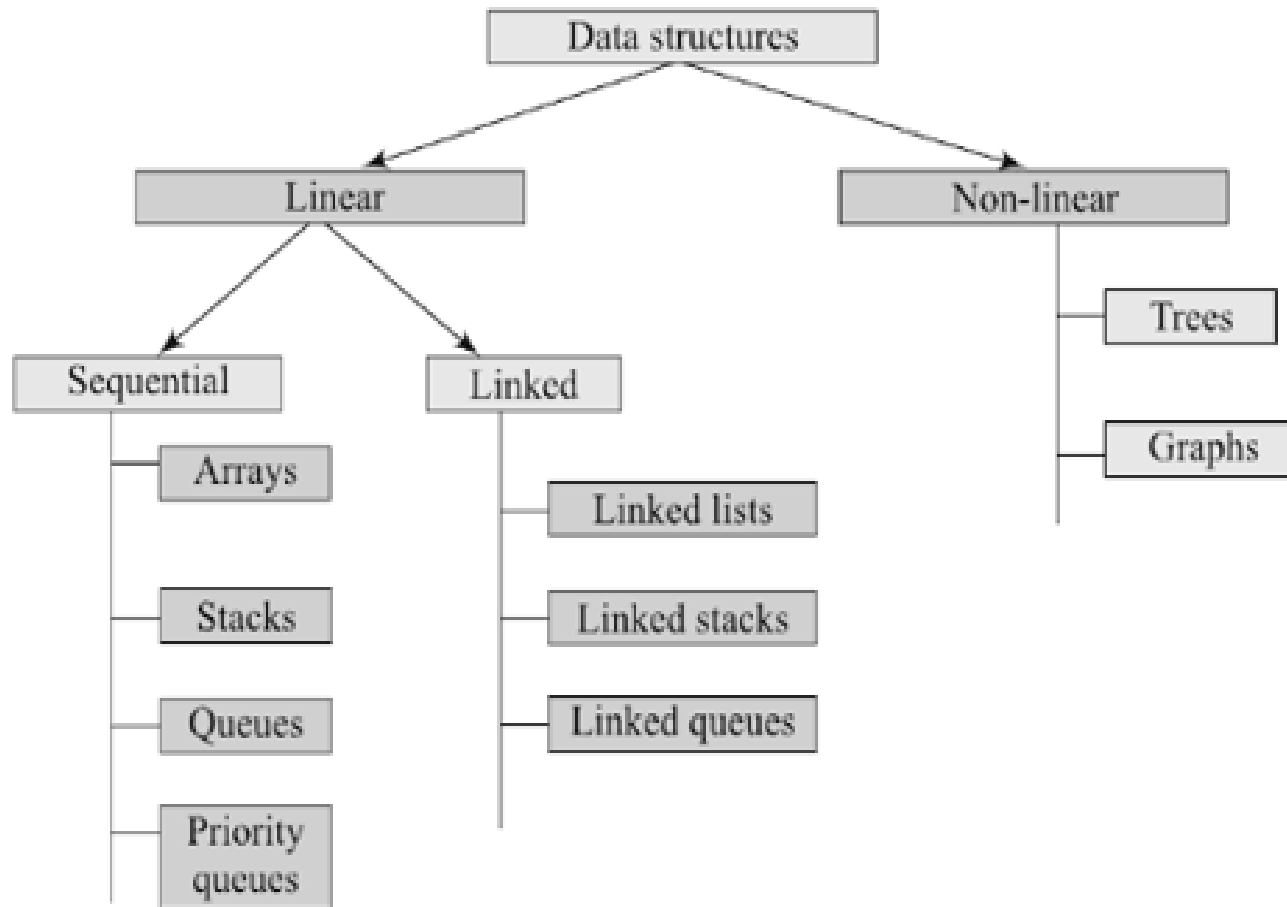 Data structures
Linear
Non-linear
Sequential
Linked
Trees
Graphs
Arrays
Stacks
Queues
Priority
queues
Linked lists
Linked stacks
Linked queues